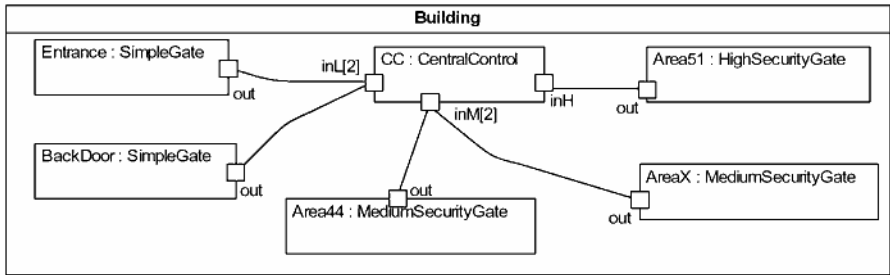 Building
Entrance : SimpleGate
out
inL[2]
CC : CentralControl
inM[2]
inH
Area51 : HighSecurityGate
out
BackDoor : SimpleGate
out
out
Area44 : MediumSecurityGate
AreaX : MediumSecurityGate
out